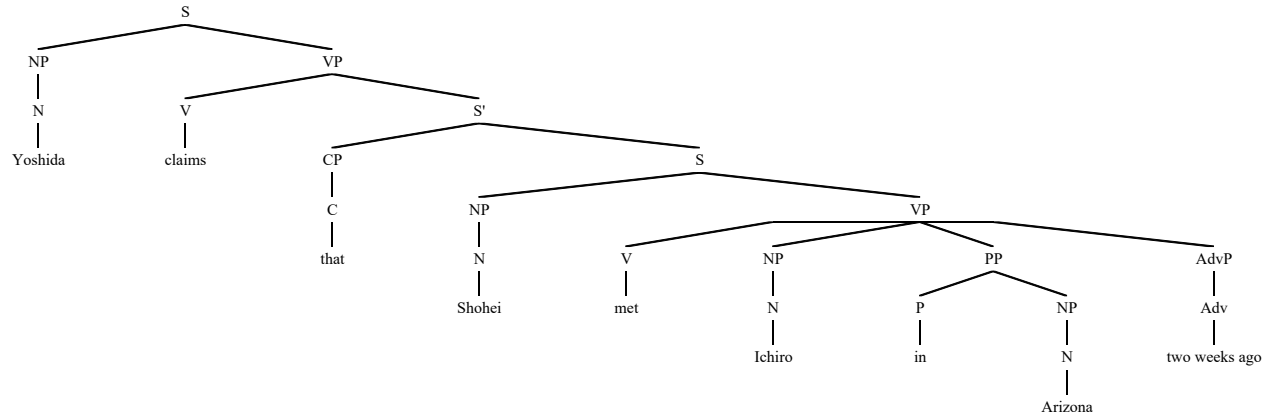 S
NP VP
N V S'
Yoshida claims CP S
C NP VP
that N V NP PP AdvP
Shohei met N P NP Adv
Ichiro in N two weeks ago
Arizona